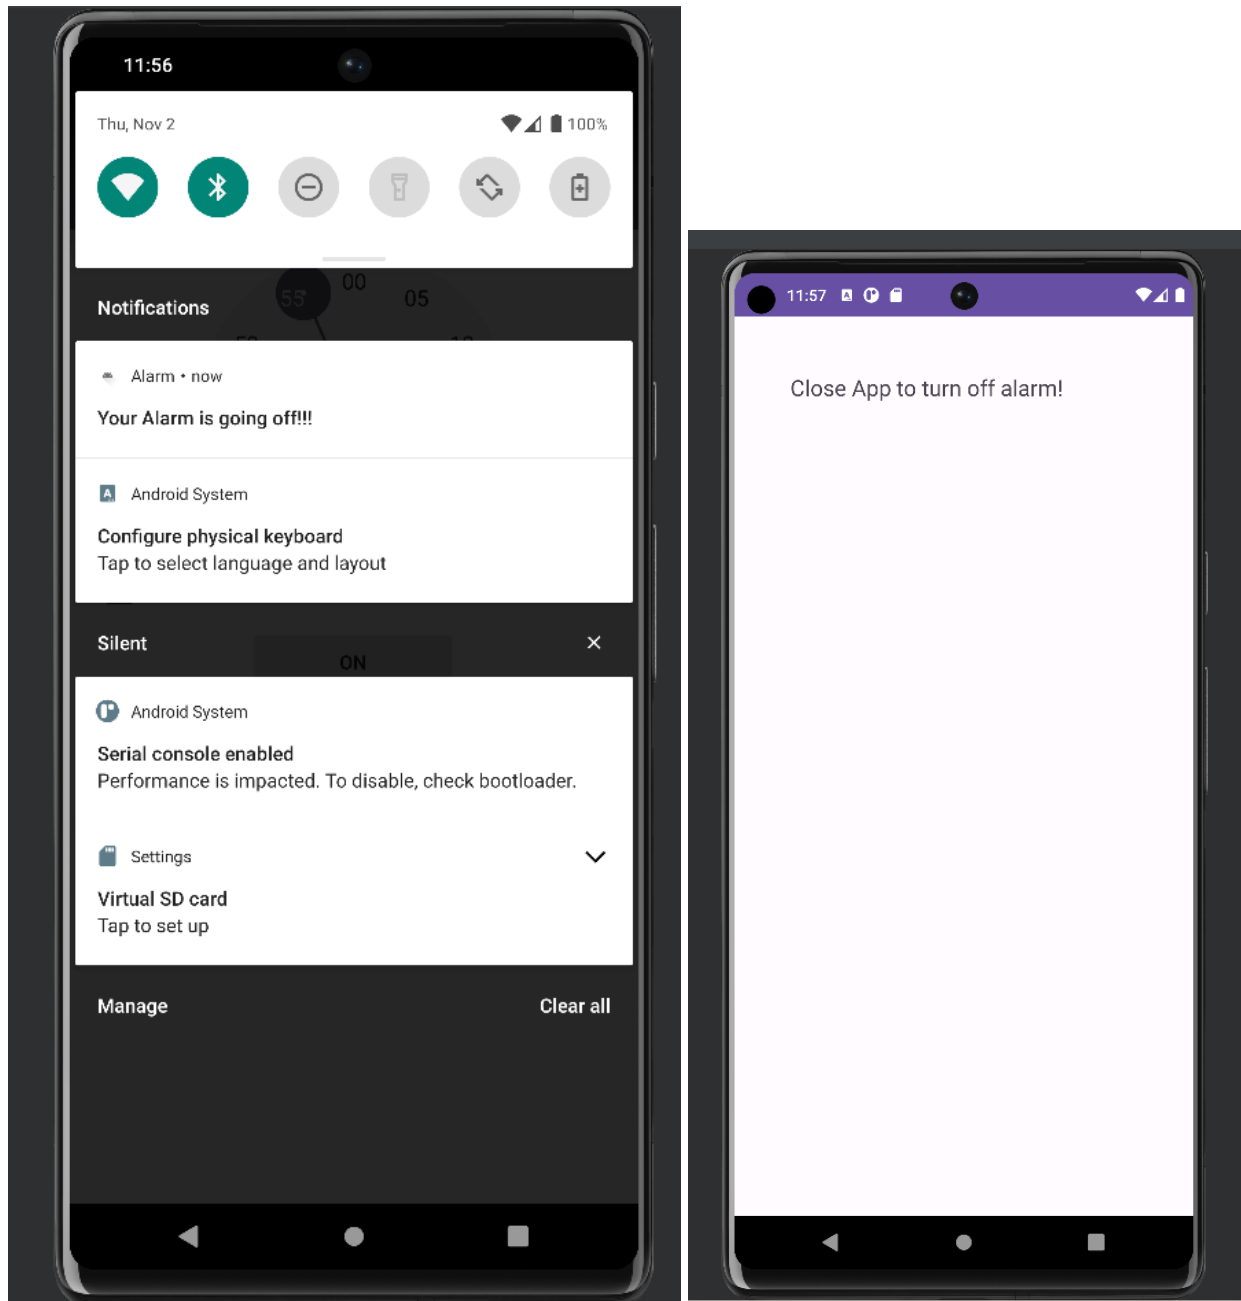 11:56
Thu, Nov 2
100%
00
55
05
Notifications
Alarm • now
Your Alarm is going off!!!
Android System
Configure physical keyboard
Tap to select language and layout
Silent
ON
Android System
Serial console enabled
Performance is impacted. To disable, check bootloader.
Settings
Virtual SD card
Tap to set up
Manage
Clear all
11:57
Close App to turn off alarm!